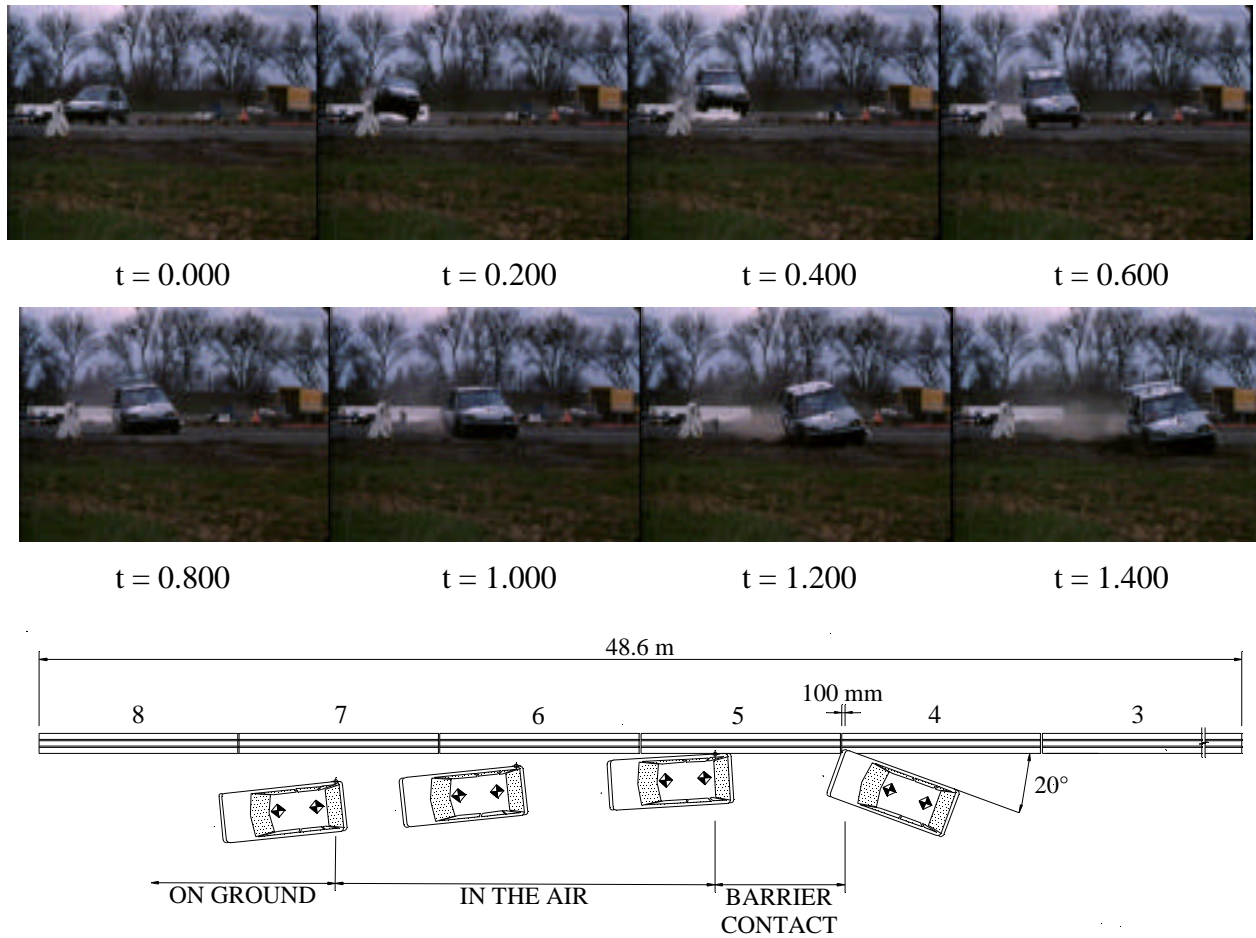 t = 0.000 t = 0.200 t = 0.400 t = 0.600
t = 0.800 t = 1.000 t = 1.200 t = 1.400
48.6 m
100 mm
8 7 6 5 4 3
20°
ON GROUND IN THE AIR BARRIER
CONTACT